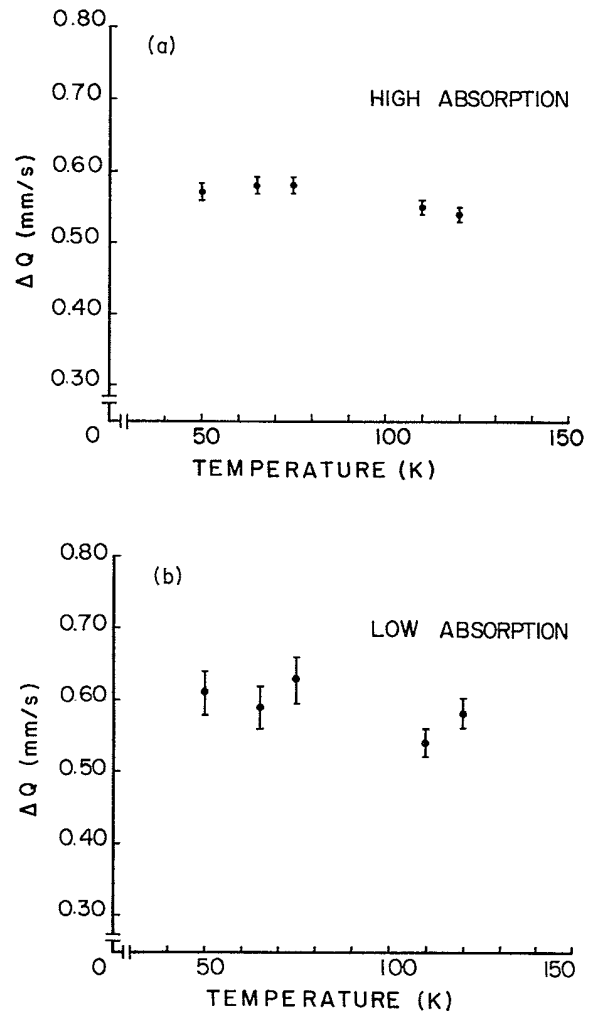 (a)
HIGH ABSORPTION
0.80
0.70
0.60
0.50
0.40
0.30
ΔQ (mm/s)
0 50 100 150
TEMPERATURE (K)
(b)
LOW ABSORPTION
0.80
0.70
0.60
0.50
0.40
0.30
ΔQ (mm/s)
0 50 100 150
TEMPERATURE (K)